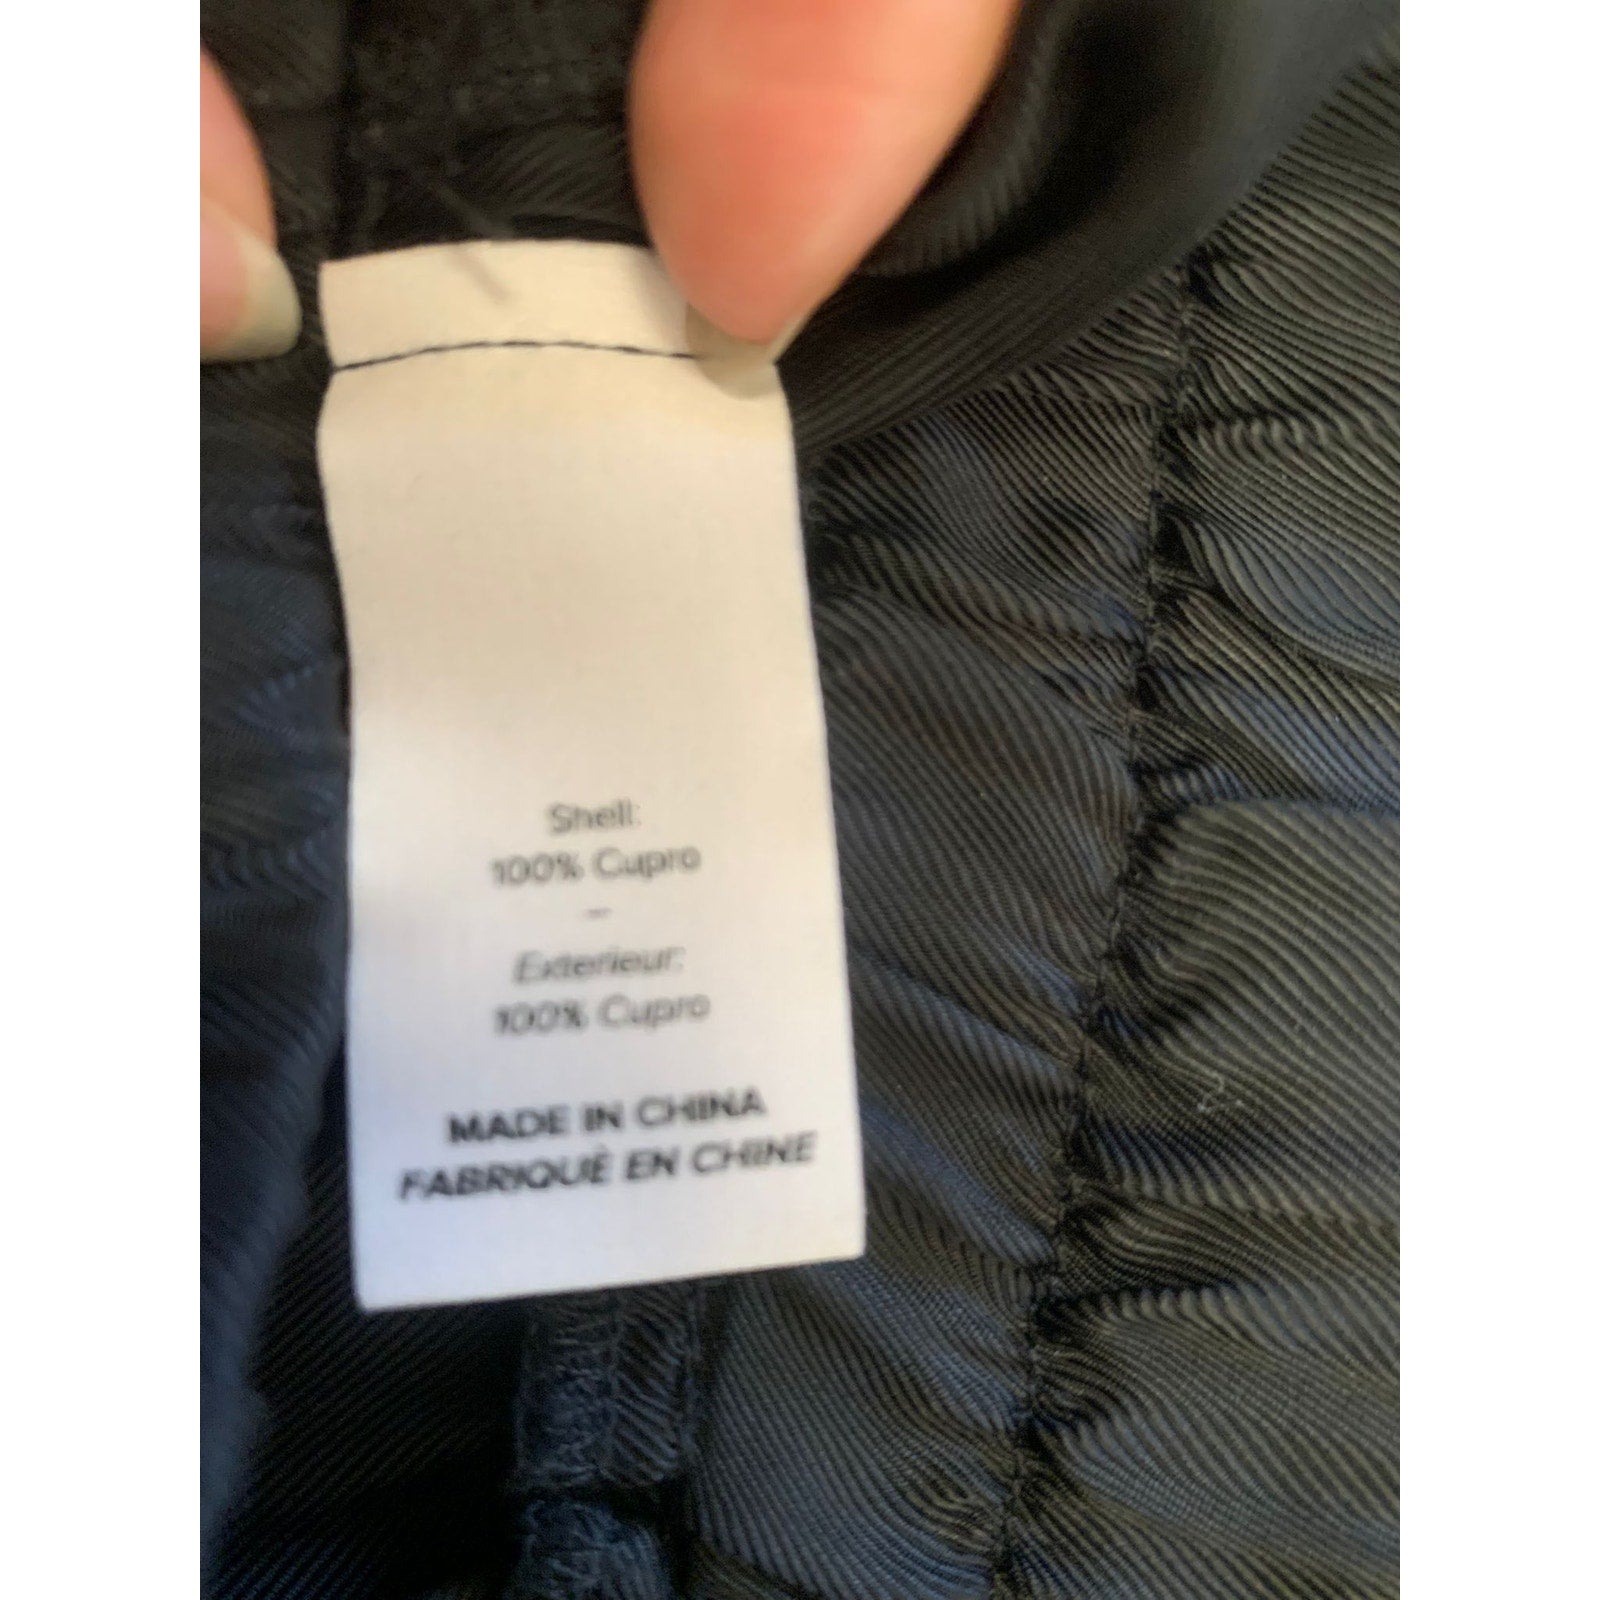 Shell:
100% Cupro
–
Exterieur:
100% Cupro
MADE IN CHINA
FABRIQUÉ EN CHINE